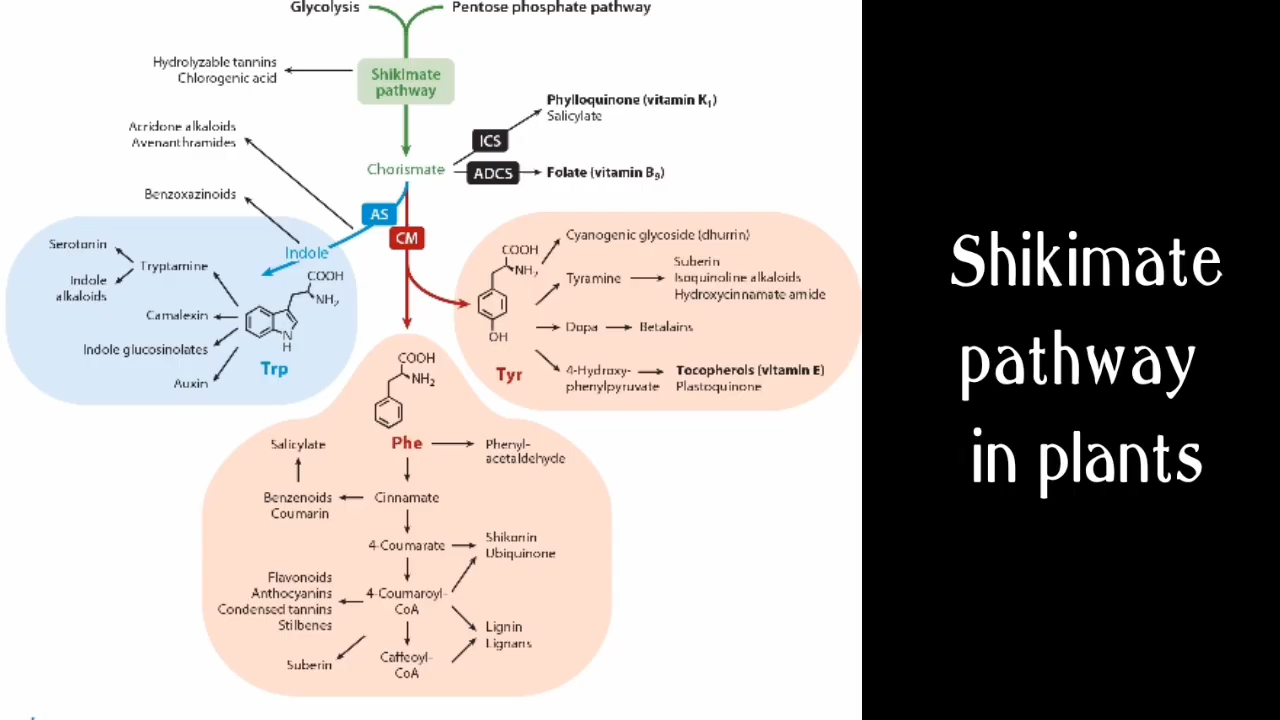 Glycolysis
Pentose phosphate pathway
Hydrolyzable tannins
Chlorogenic acid
Shikimate
pathway
Phylloquinone (vitamin K₁)
Salicylate
Acridone alkaloids
Avenanthramides
ICS
Chorismate
ADCS
Folate (vitamin B₉)
Benzoxazinoids
AS
CM
Indole
Serotonin
Tryptamine
Indole
alkaloids
COOH
NH₂
Camalexin
N
H
Indole glucosinolates
Trp
Auxin
Cyanogenic glycoside (dhurrin)
COOH
NH₂
Tyramine
Suberin
Isoquinoline alkaloids
Hydroxycinnamate amide
OH
Dopa
Betalains
Tyr
4-Hydroxy-
phenylpyruvate
Tocopherols (vitamin E)
Plastoquinone
COOH
NH₂
Phe
Phenyl-
acetaldehyde
Salicylate
Benzenoids
Coumarin
Cinnamate
4-Coumarate
Shikonin
Ubiquinone
Flavonoids
Anthocyanins
Condensed tannins
Stilbenes
4-Coumaroyl-
CoA
Lignin
Lignans
Suberin
Caffeoyl-
CoA
Shikimate
pathway
in plants